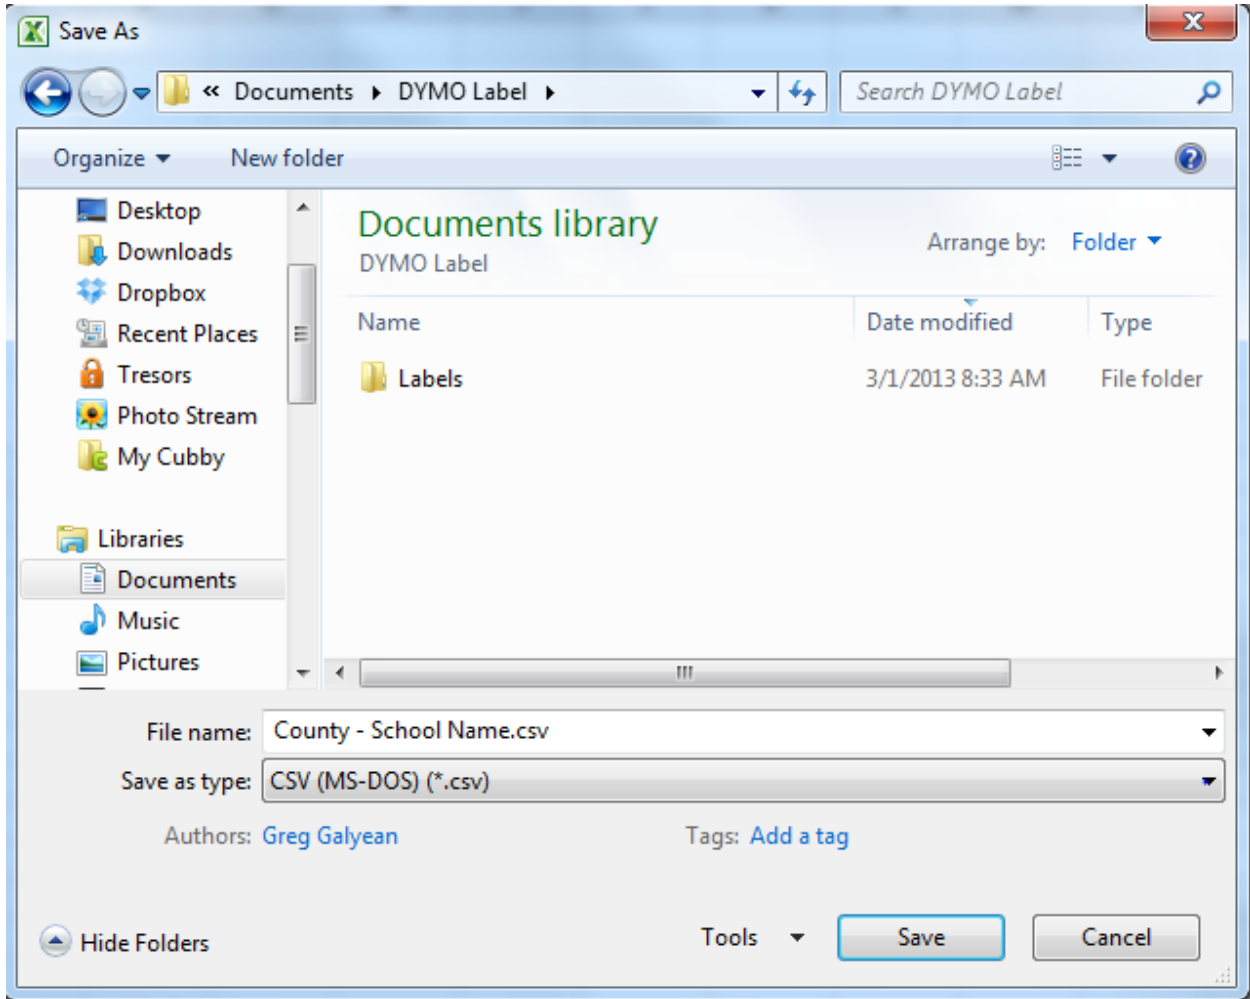 Save As
« Documents DYMO Label
Search DYMO Label
Organize
New folder
Desktop
Downloads
Dropbox
Recent Places
Tresors
Photo Stream
My Cubby
Libraries
Documents
Music
Pictures
Documents library
DYMO Label
Arrange by: Folder
Name Date modified Type
Labels 3/1/2013 8:33 AM File folder
File name: County - School Name.csv
Save as type: CSV (MS-DOS) (*.csv)
Authors: Greg Galyean Tags: Add a tag
Hide Folders
Tools
Save
Cancel